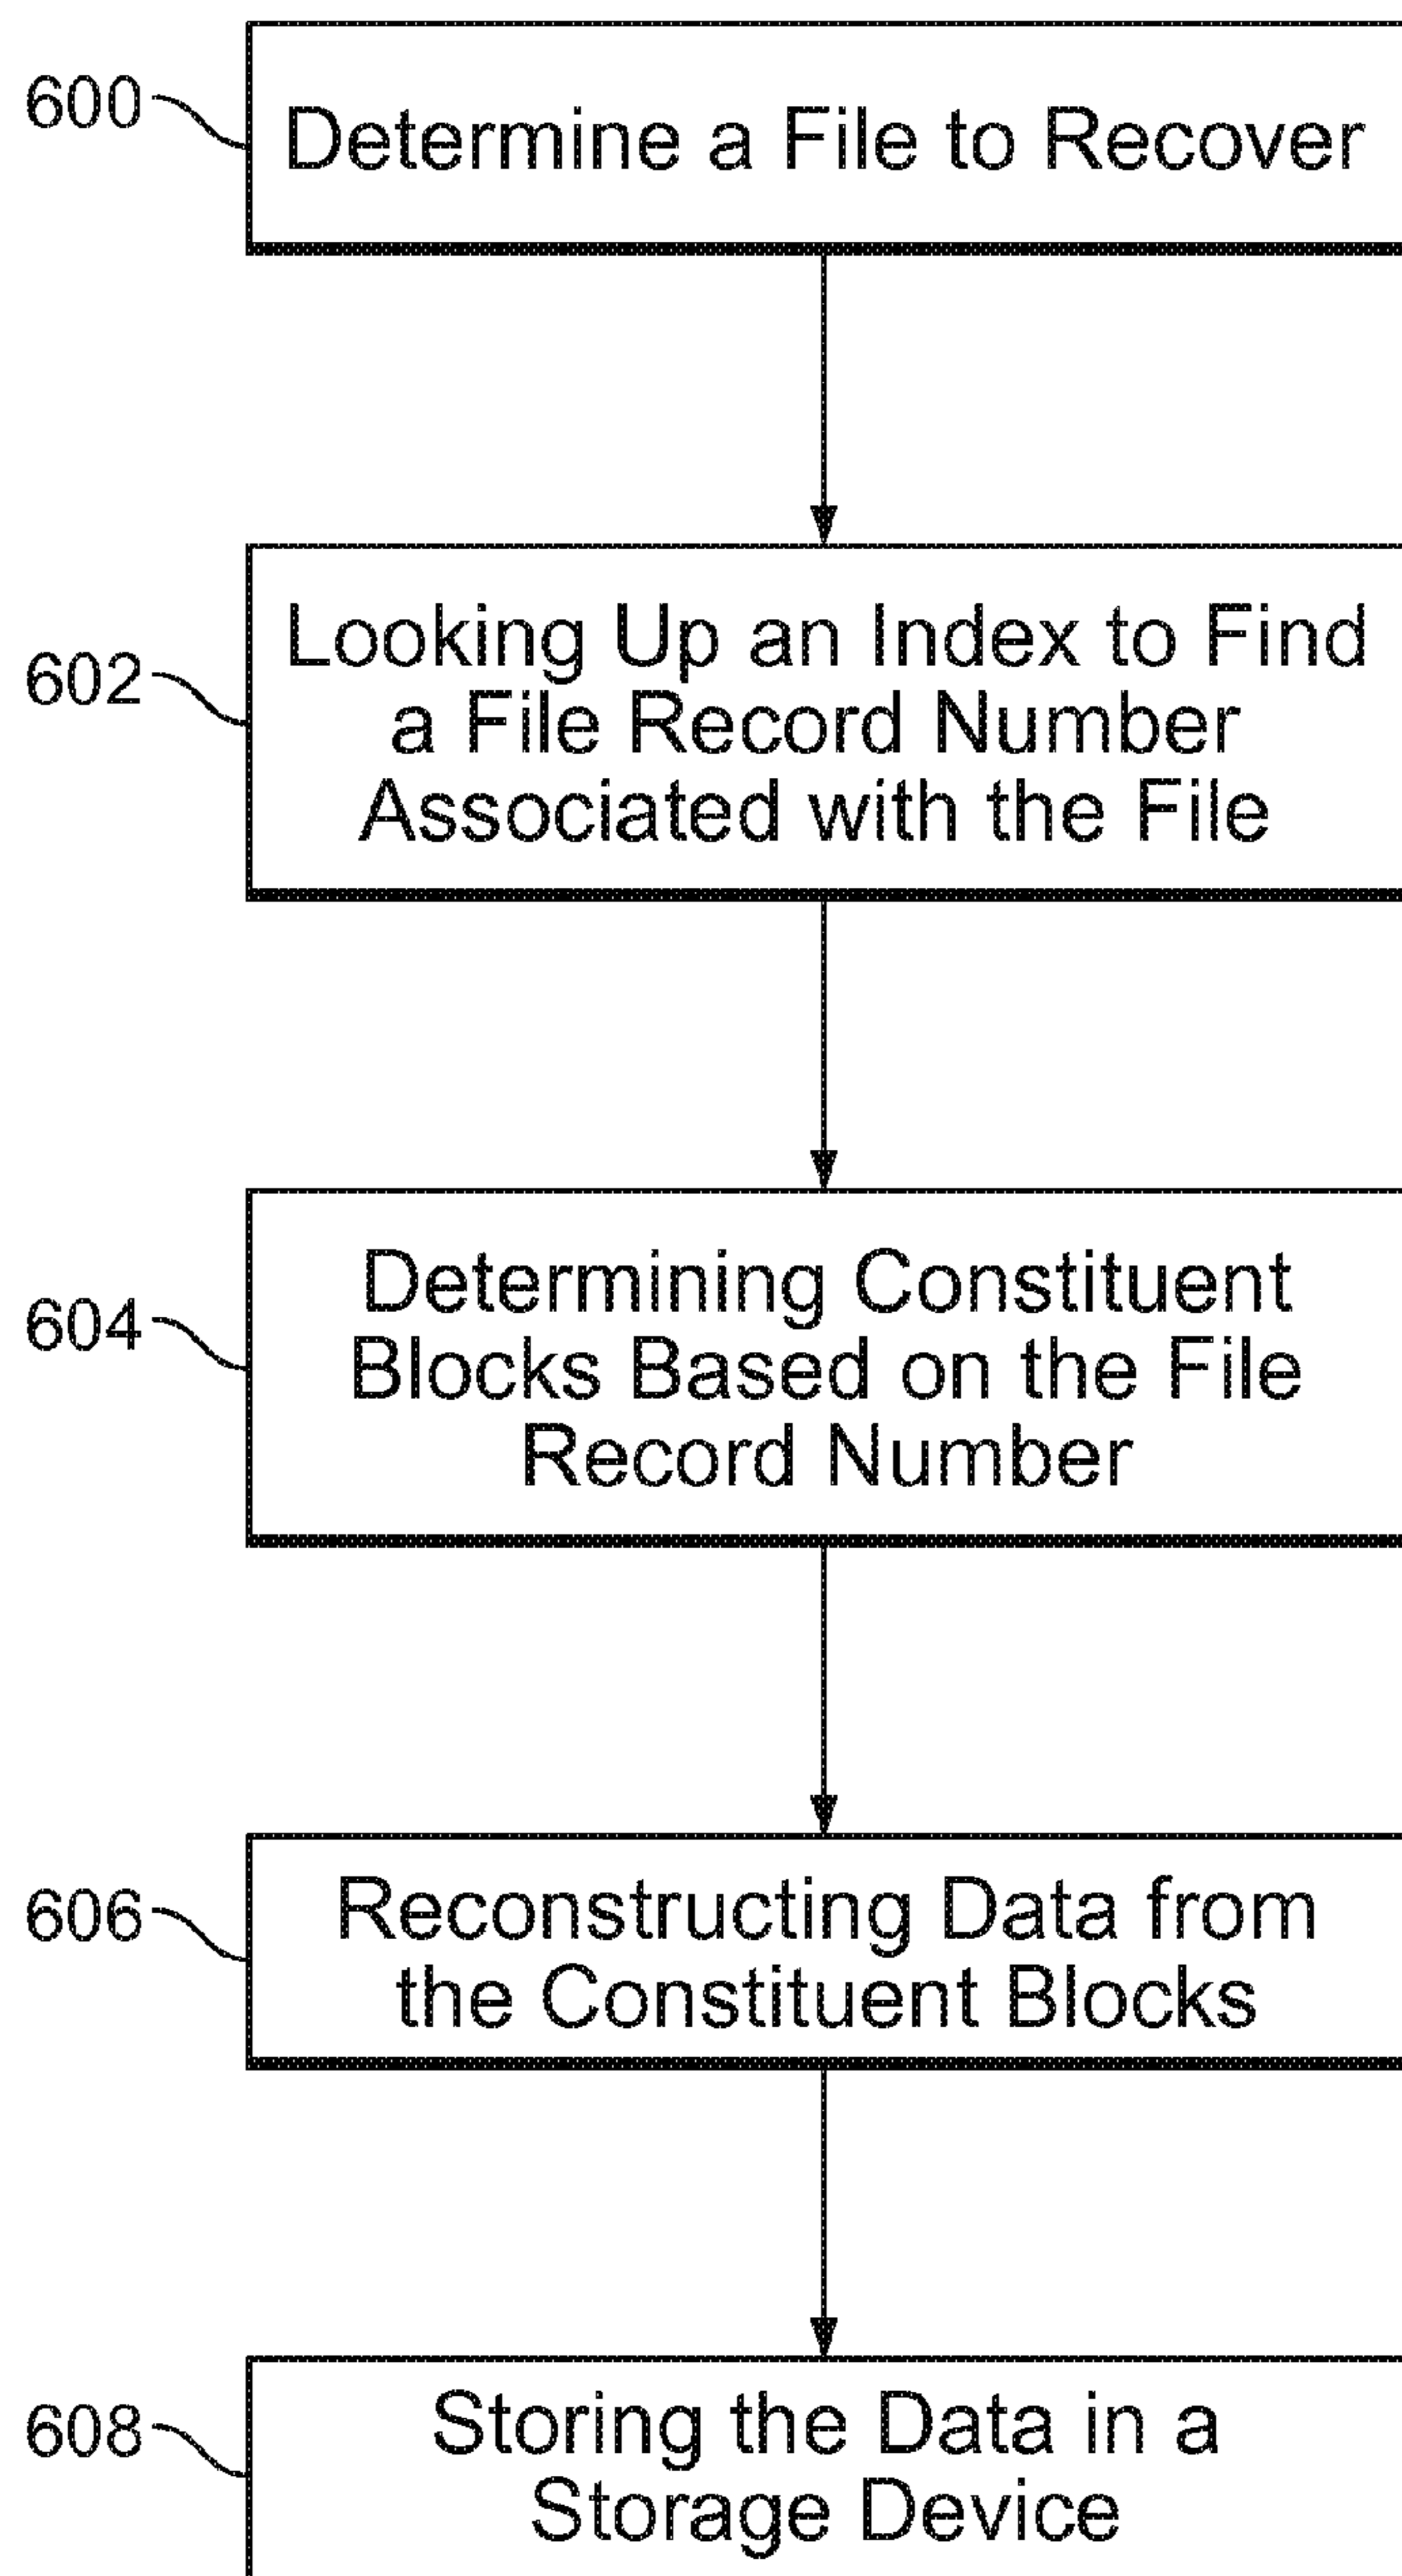 600
Determine a File to Recover
602
Looking Up an Index to Find
a File Record Number
Associated with the File
604
Determining Constituent
Blocks Based on the File
Record Number
606
Reconstructing Data from
the Constituent Blocks
608
Storing the Data in a
Storage Device